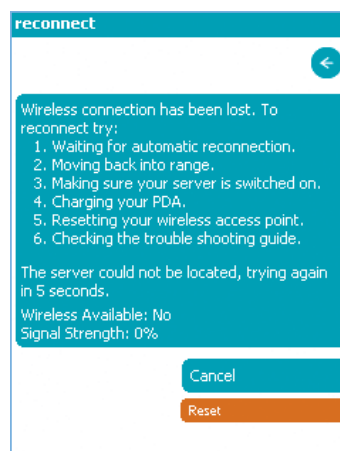 reconnect
Wireless connection has been lost. To
reconnect try:
1. Waiting for automatic reconnection.
2. Moving back into range.
3. Making sure your server is switched on.
4. Charging your PDA.
5. Resetting your wireless access point.
6. Checking the trouble shooting guide.
The server could not be located, trying again
in 5 seconds.
Wireless Available: No
Signal Strength: 0%
Cancel
Reset